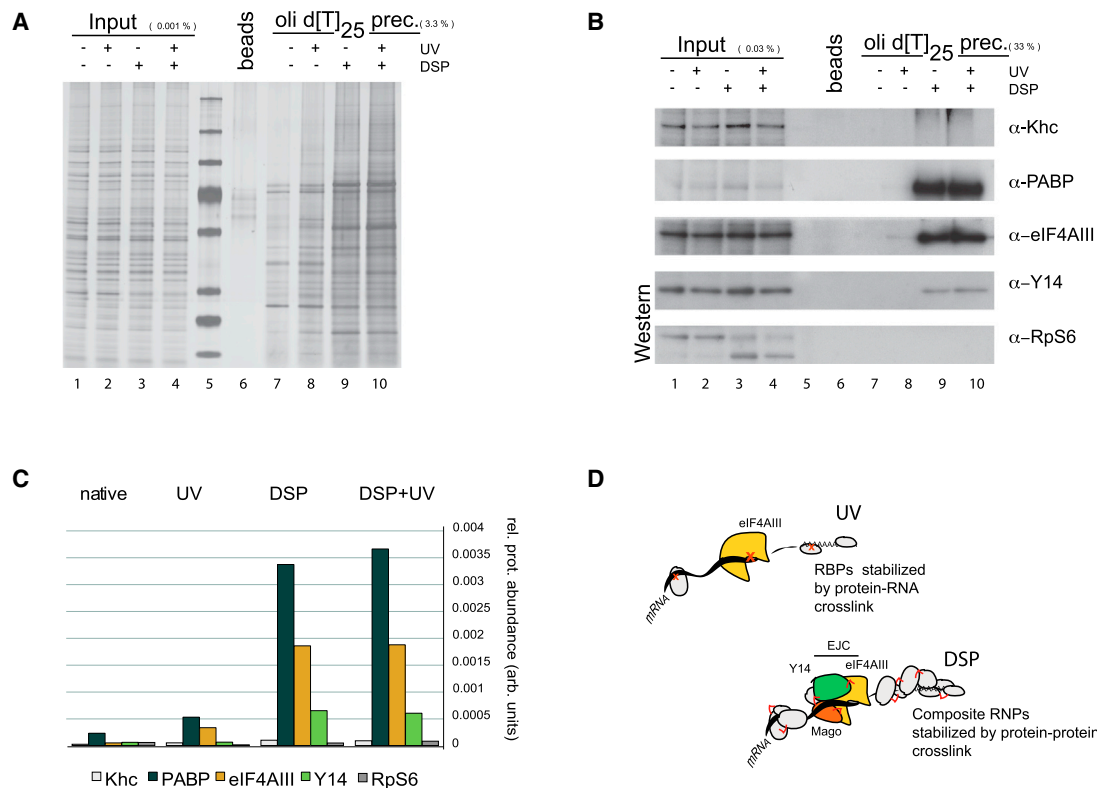 A
Input ( 0.001 % )
beads
oli d[T]25 prec.( 3.3 % )
- + - + - + - + UV
- - + + - - + + DSP
1 2 3 4 5 6 7 8 9 10
B
Input ( 0.03 % )
beads
oli d[T]25 prec.( 33 % )
- + - + - + - + UV
- - + + - - + + DSP
α-Khc
α-PABP
α–eIF4AIII
α–Y14
α–RpS6
Western
1 2 3 4 5 6 7 8 9 10
C
native UV DSP DSP+UV
0.004
0.0035
0.003
0.0025
0.002
0.0015
0.001
0.0005
0
rel. prot. abundance (arb. units)
Khc PABP eIF4AIII Y14 RpS6
D
UV
eIF4AIII
AAAAAAA
mRNA
RBPs stabilized
by protein-RNA
crosslink
EJC
Y14 eIF4AIII
DSP
Mago
mRNA
Composite RNPs
stabilized by protein-protein
crosslink